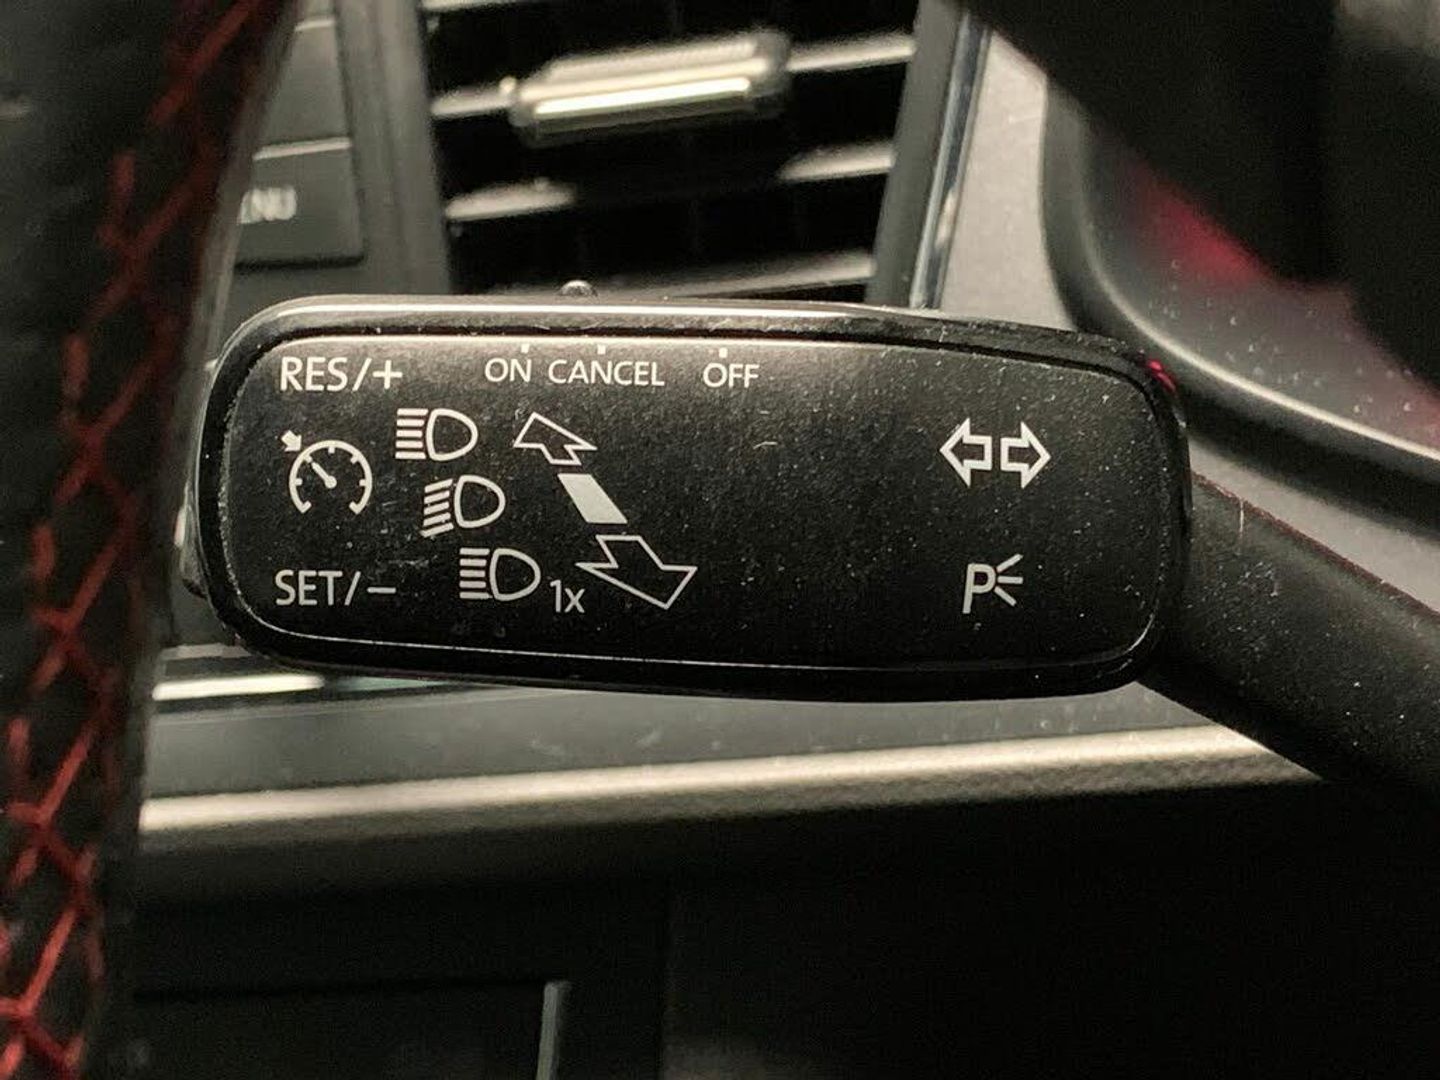 RES/+ ON CANCEL OFF
SET/− 1x P